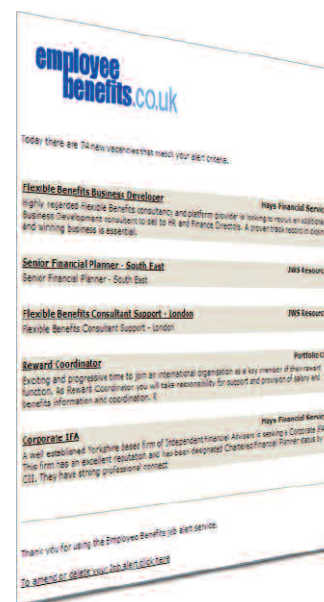 employee
benefits.co.uk
Today there are 74 new vacancies that match your alert criteria.
Flexible Benefits Business Developer Hays Financial Servic
Highly regarded Flexible Benefits consultancy and platform provider is looking to recruit an additional
Business Development consultant to sell to HR and Finance Directors. A proven track record in
and winning business is essential.
Senior Financial Planner - South East JWS Resourc
Senior Financial Planner - South East
Flexible Benefits Consultant Support - London JWS Resourc
Flexible Benefits Consultant Support - London
Reward Coordinator Portfolio
Exciting and progressive time to join an international organisation as a key member of their reward
function. As Reward Coordinator you will take responsibility for support and provision of salary and
benefits information and coordination. It
Corporate IFA Hays Financial Servic
A well established Yorkshire based firm of Independent Financial Advisers is seeking a Corporate
This firm has an excellent reputation and has been designated Chartered Financial Planner status by
CII. They have strong professional connect
Thank you for using the Employee Benefits job alert service.
To amend or delete your job alert click here